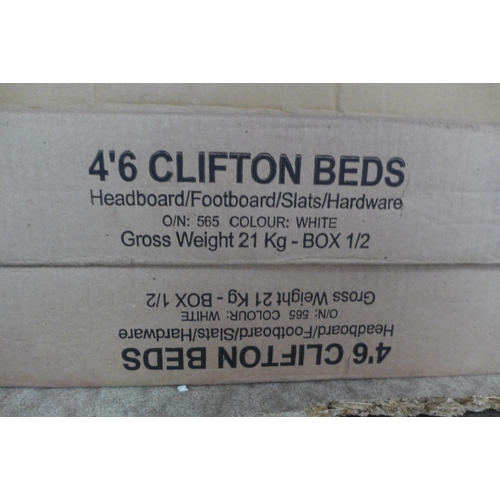 4'6 CLIFTON BEDS
Headboard/Footboard/Slats/Hardware
O/N: 565 COLOUR: WHITE
Gross Weight 21 Kg - BOX 1/2
4'6 CLIFTON BEDS
Headboard/Footboard/Slats/Hardware
O/N: 565 COLOUR: WHITE
Gross Weight 21 Kg - BOX 1/2